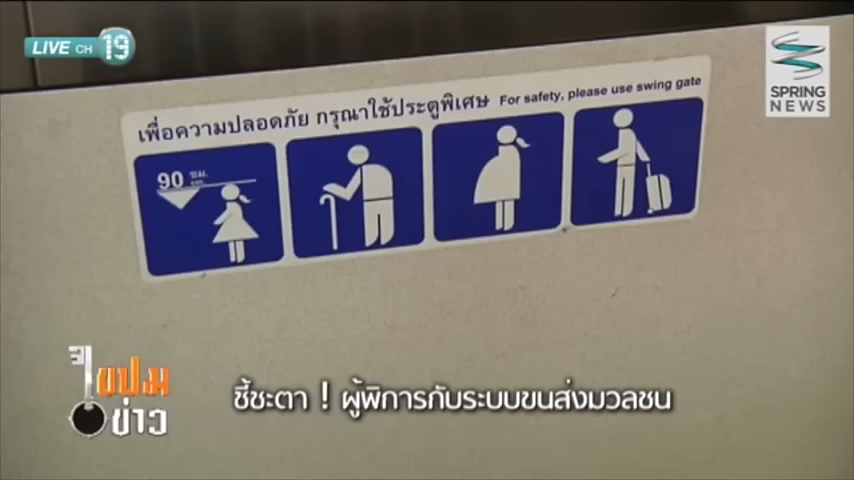 LIVE CH 19
SPRING
NEWS
เพื่อความปลอดภัย กรุณาใช้ประตูพิเศษ For safety, please use swing gate
90 ซม.
ไขปม
ข่าว
ชี้ชะตา ! ผู้พิการกับระบบขนส่งมวลชน